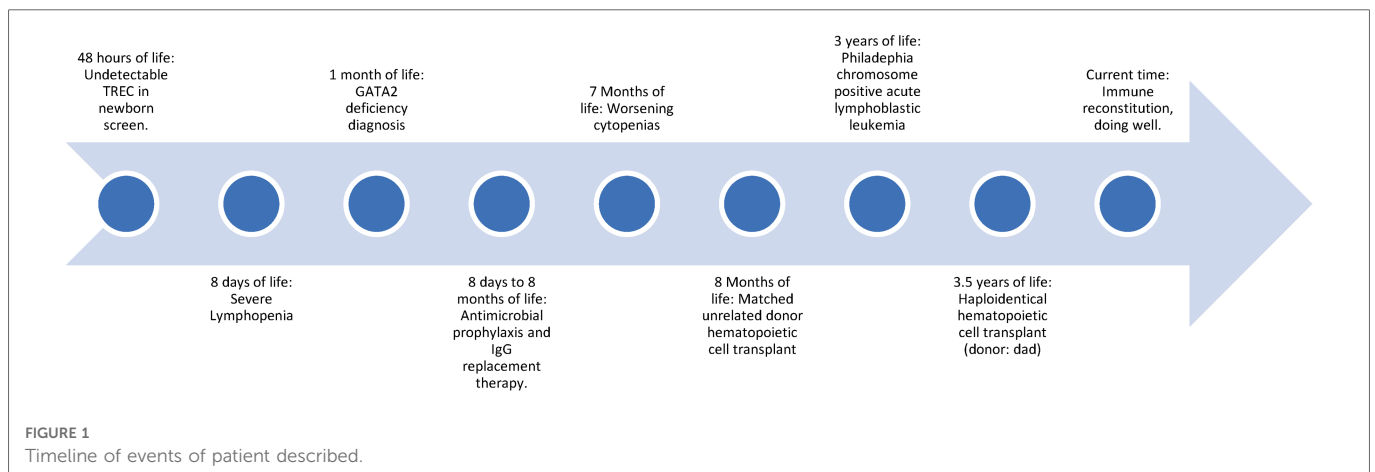 48 hours of life:
Undetectable
TREC in
newborn
screen.
8 days of life:
Severe
Lymphopenia
1 month of life:
GATA2
deficiency
diagnosis
8 days to 8
months of life:
Antimicrobial
prophylaxis and
IgG
replacement
therapy.
7 Months of
life: Worsening
cytopenias
8 Months of
life: Matched
unrelated donor
hematopoietic
cell transplant
3 years of life:
Philadephia
chromosome
positive acute
lymphoblastic
leukemia
3.5 years of life:
Haploidentical
hematopoietic
cell transplant
(donor: dad)
Current time:
Immune
reconstitution,
doing well.
FIGURE 1
Timeline of events of patient described.